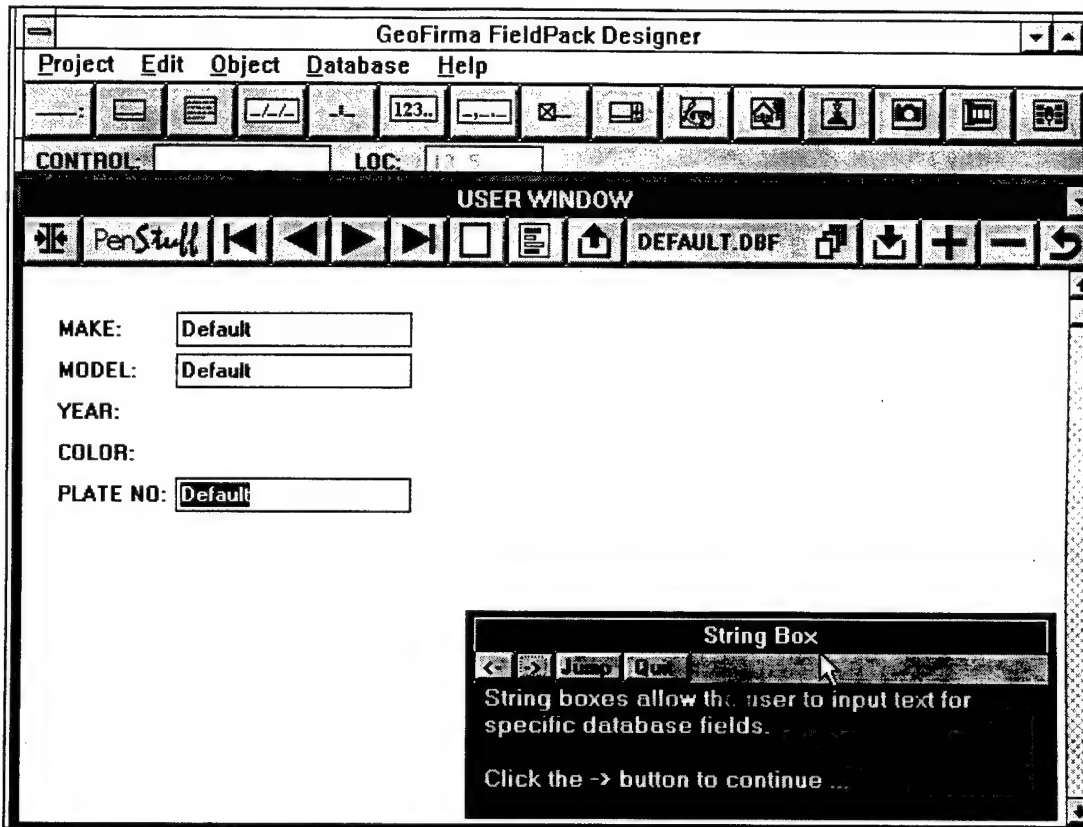 GeoFirma FieldPack Designer
Project Edit Object Database Help
123..
CONTROL: LOC: 13, 5
USER WINDOW
PenStuff DEFAULT.DBF
MAKE: Default
MODEL: Default
YEAR:
COLOR:
PLATE NO: Default
String Box
<- -> Jump Quit
String boxes allow the user to input text for
specific database fields.
Click the -> button to continue ...